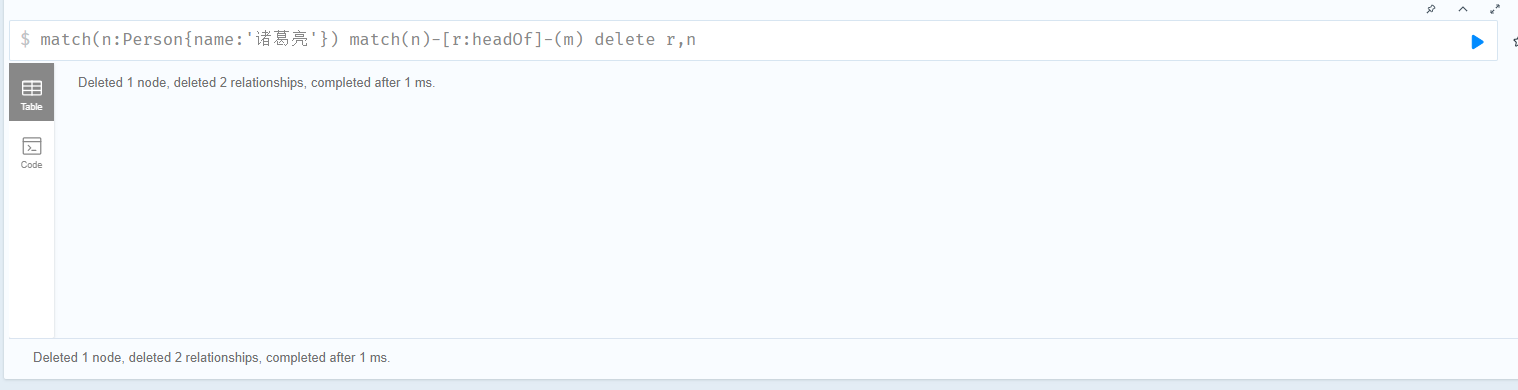 $ match(n:Person{name:'诸葛亮'}) match(n)-[r:headOf]-(m) delete r,n
Deleted 1 node, deleted 2 relationships, completed after 1 ms.
Table
Code
Deleted 1 node, deleted 2 relationships, completed after 1 ms.